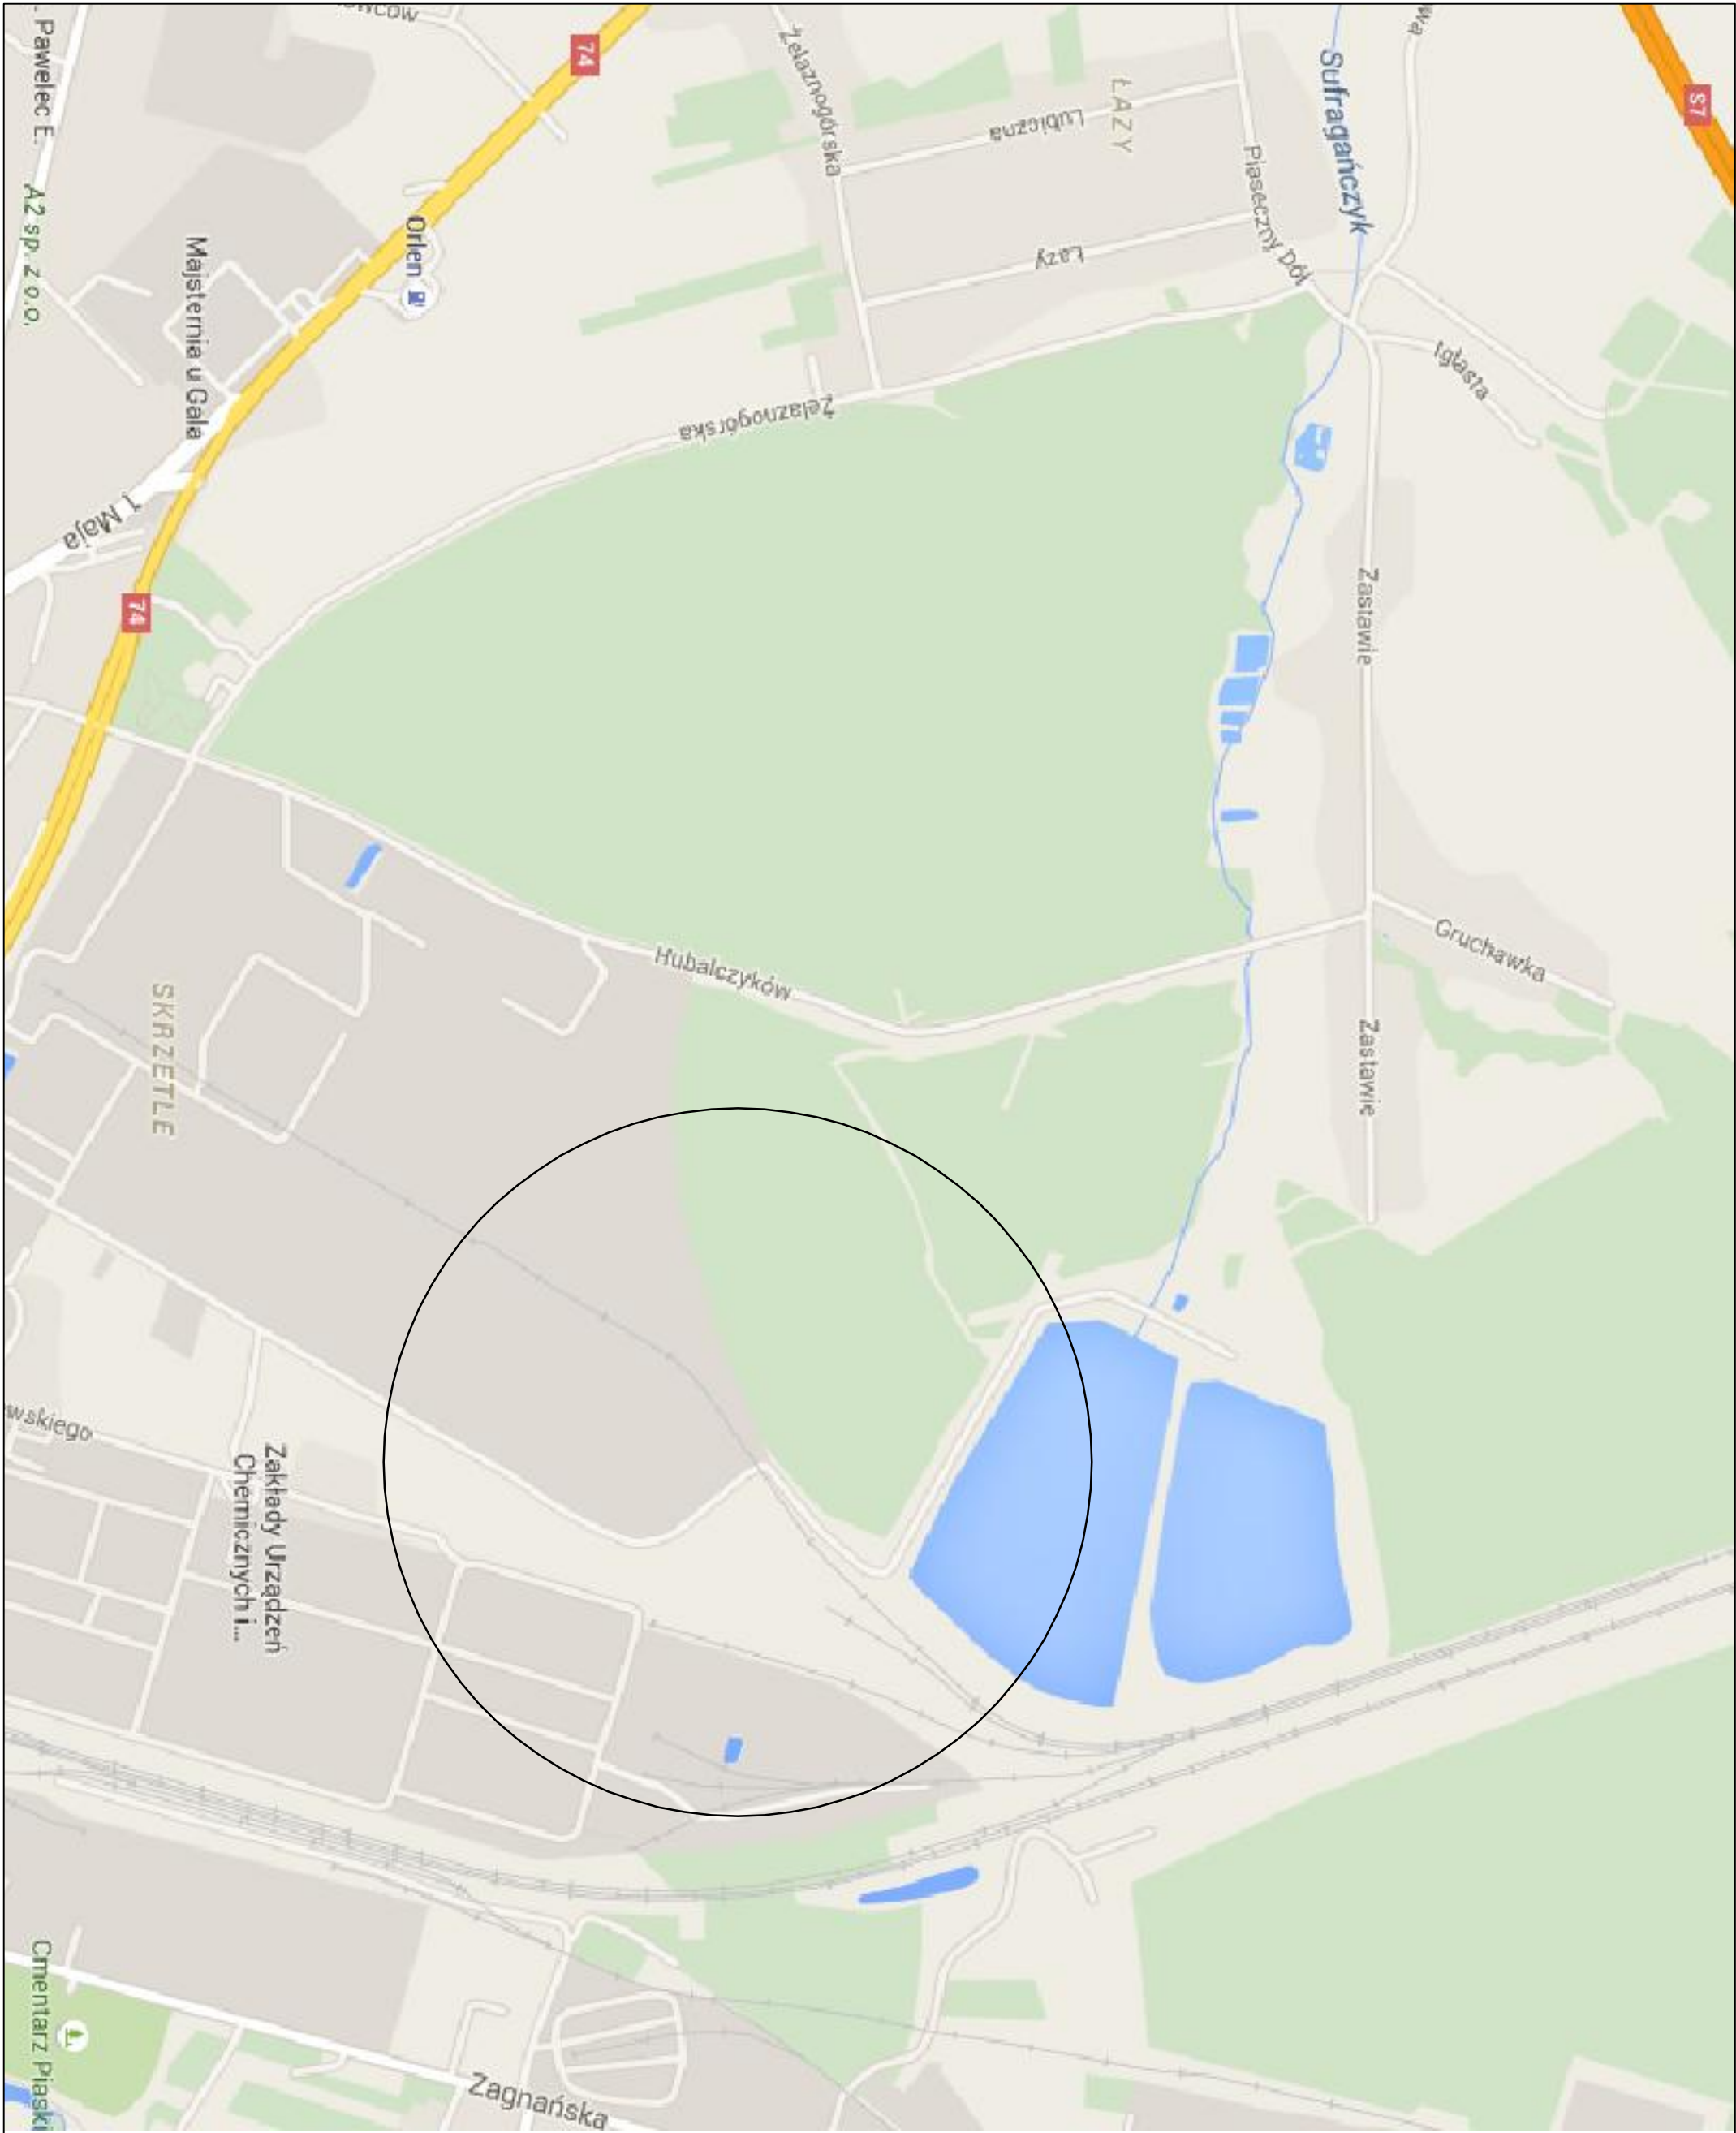 Pawelec E.
A2 sp. z o.o.
Majsternia u Gala
Orlen
74
Żelaznogórska
Lubiczna
ŁAZY
Łazy
Piaseczny Dół
Sufragańczyk
S7
Iglasta
Żelaznogórska
1 Maja
74
Zastawie
Hubalczyków
Gruchawka
SKRZETLE
Zastawie
wskiego
Zakłady Urządzeń
Chemicznych i...
Cmentarz Piaski
Zagnańska